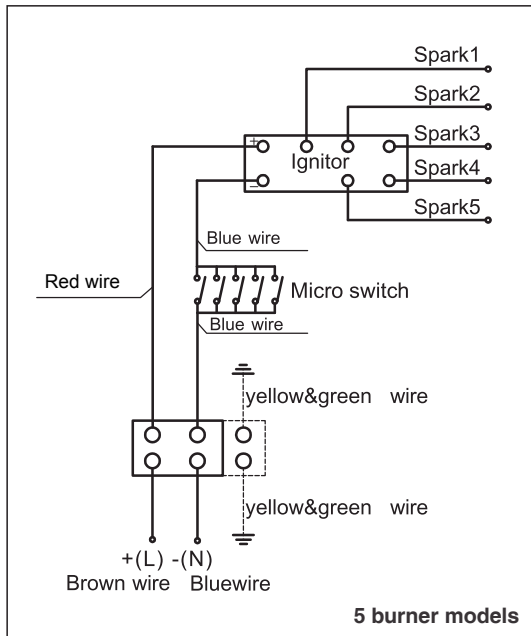 Spark1
Spark2
Spark3
Spark4
Spark5
+
Ignitor
–
Blue wire
Red wire
Micro switch
Blue wire
yellow&green wire
yellow&green wire
+(L) -(N)
Brown wire Bluewire
5 burner models